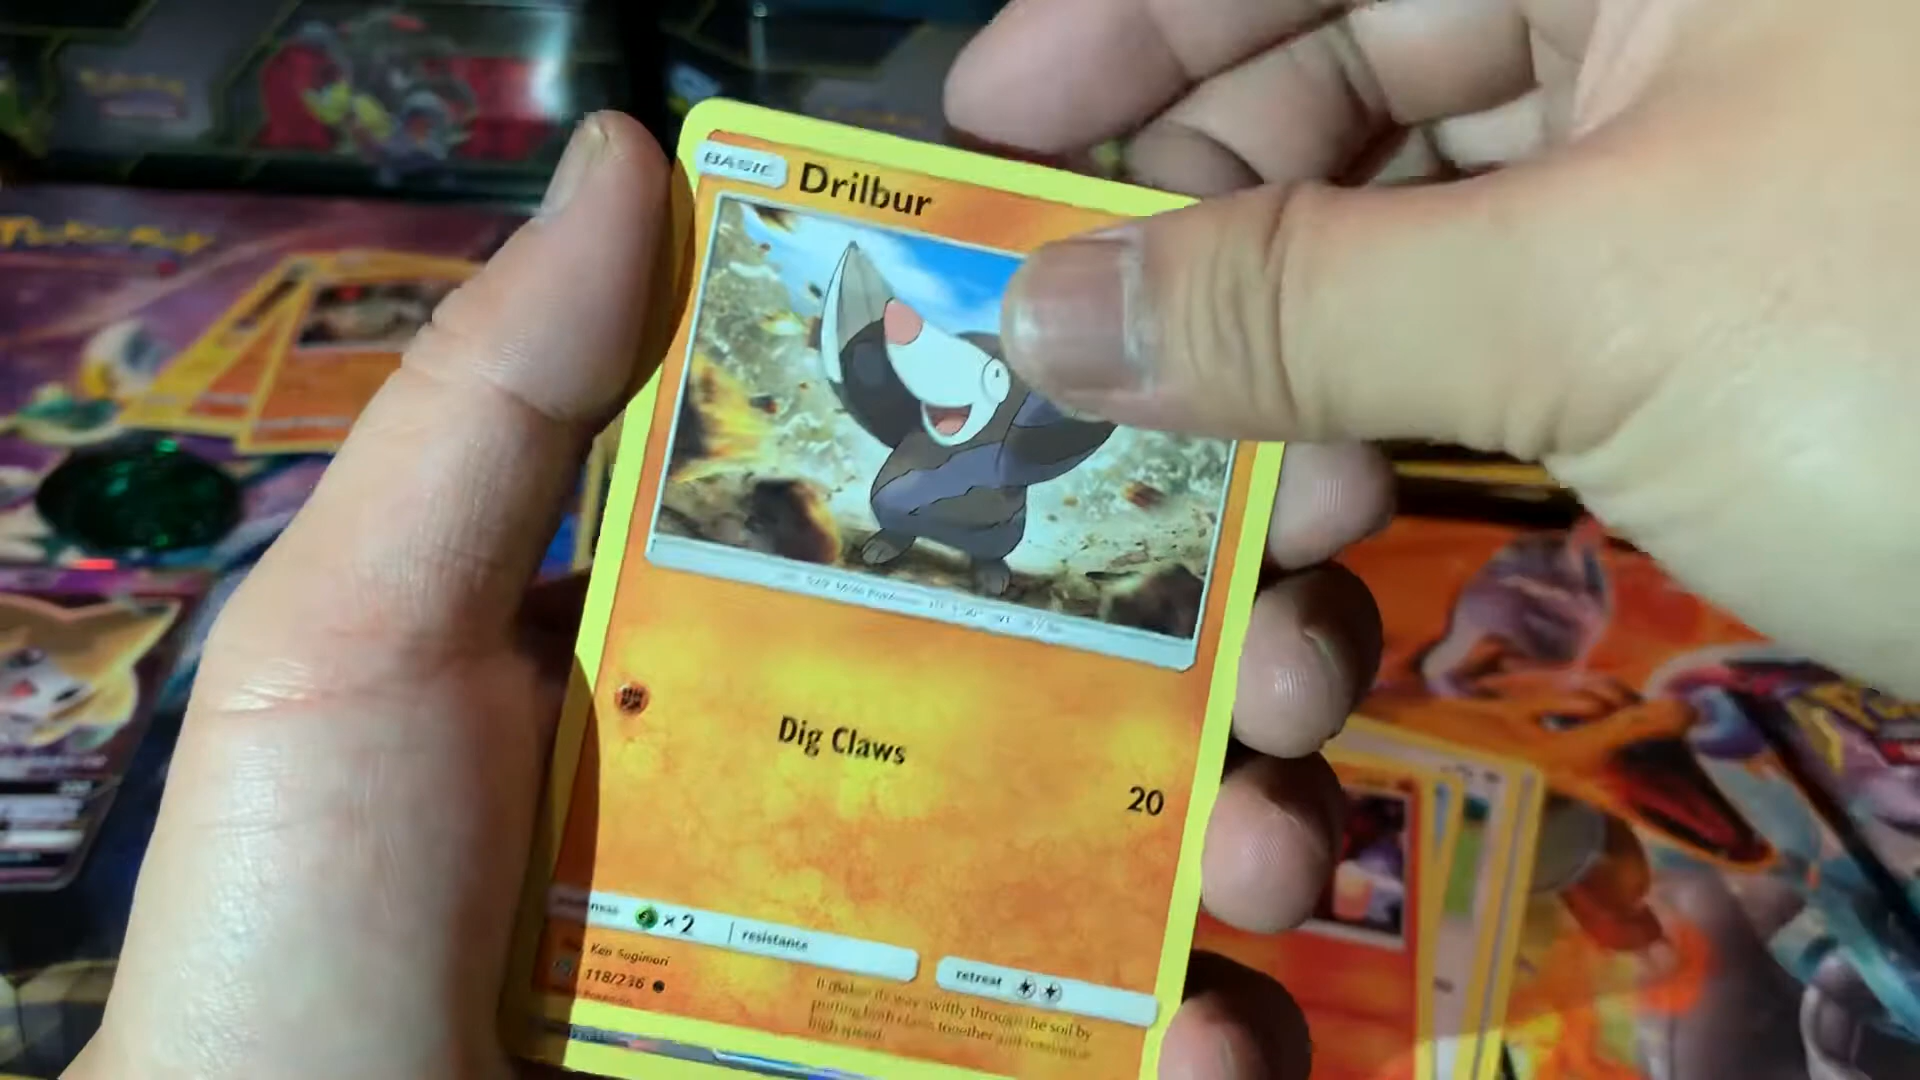 Pokémon
BASIC
Drilbur
Dig Claws
20
× 2
resistance
retreat
Ken Sugimori
118/236
It makes its way swiftly through the soil by
putting both claws together and rotating at
high speed.